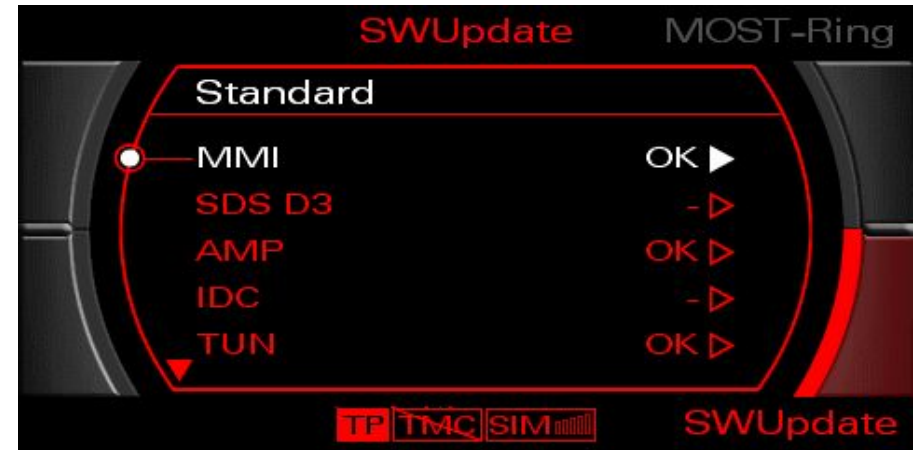 SWUpdate MOST-Ring
Standard
MMI OK
SDS D3 -
AMP OK
IDC -
TUN OK
TP TMC SIM SWUpdate